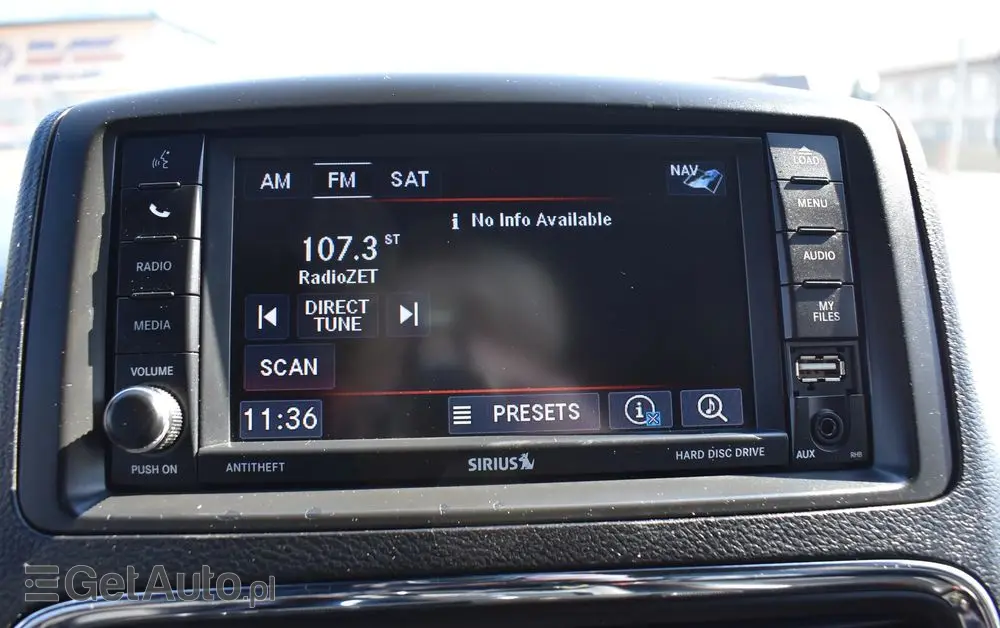 AM FM SAT NAV
i No Info Available
107.3 ST
RadioZET
DIRECT
TUNE
SCAN
11:36 PRESETS
RADIO
MEDIA
VOLUME
PUSH ON
ANTITHEFT
SIRIUS
HARD DISC DRIVE
LOAD
MENU
AUDIO
MY
FILES
AUX RHB
GetAuto.pl